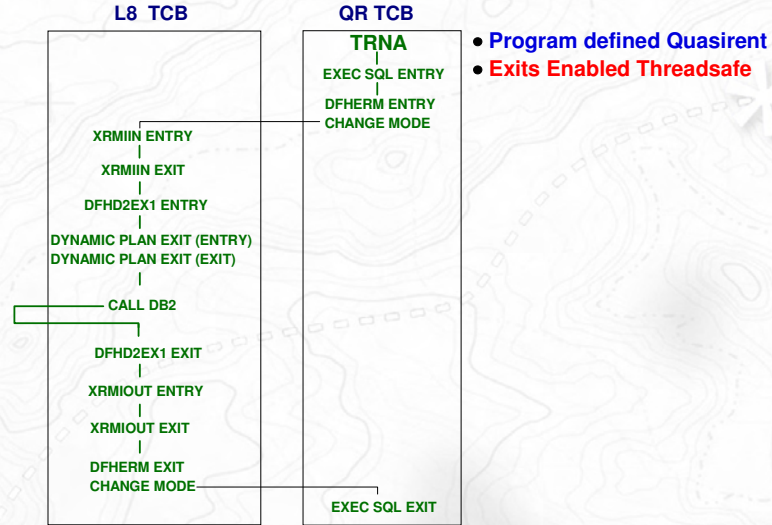 L8 TCB
QR TCB
TRNA
EXEC SQL ENTRY
DFHERM ENTRY
CHANGE MODE
XRMIIN ENTRY
XRMIIN EXIT
DFHD2EX1 ENTRY
DYNAMIC PLAN EXIT (ENTRY)
DYNAMIC PLAN EXIT (EXIT)
CALL DB2
DFHD2EX1 EXIT
XRMIOUT ENTRY
XRMIOUT EXIT
DFHERM EXIT
CHANGE MODE
EXEC SQL EXIT
• Program defined Quasirent
• Exits Enabled Threadsafe